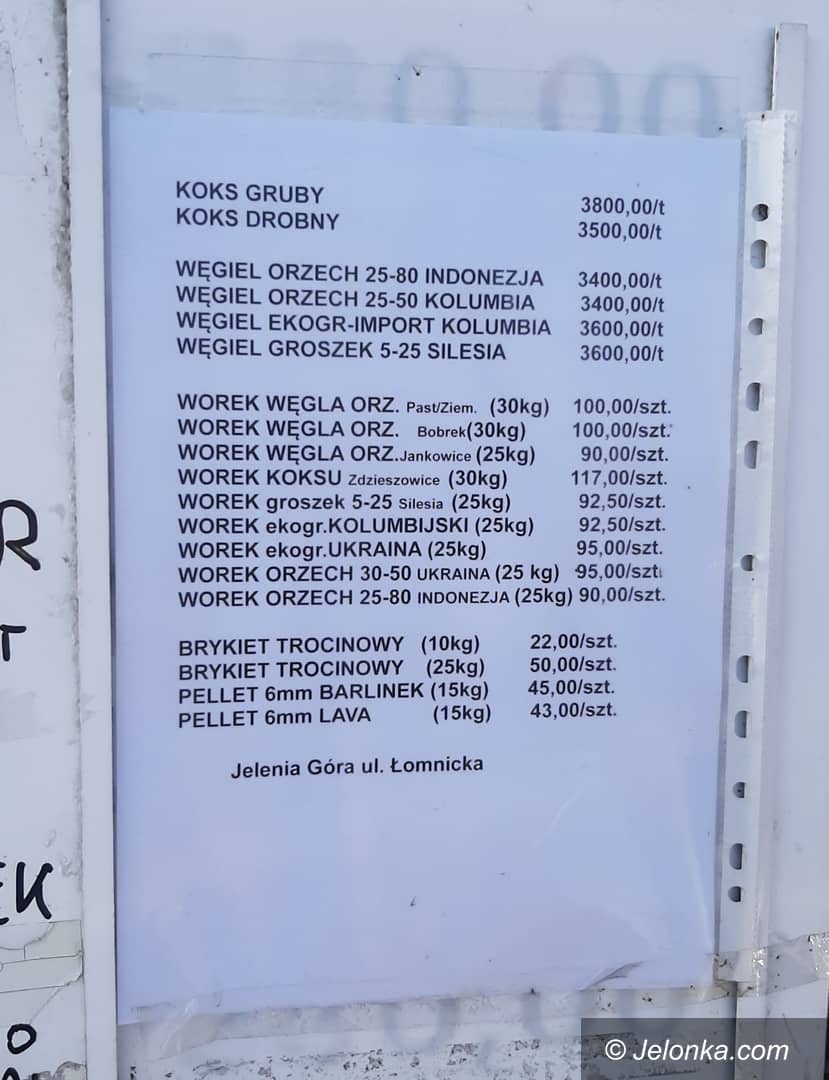 KOKS GRUBY 3800,00/t
KOKS DROBNY 3500,00/t
WĘGIEL ORZECH 25-80 INDONEZJA 3400,00/t
WĘGIEL ORZECH 25-50 KOLUMBIA 3400,00/t
WĘGIEL EKOGR-IMPORT KOLUMBIA 3600,00/t
WĘGIEL GROSZEK 5-25 SILESIA 3600,00/t
WOREK WĘGLA ORZ. Past/Ziem. (30kg) 100,00/szt.
WOREK WĘGLA ORZ. Bobrek(30kg) 100,00/szt.
WOREK WĘGLA ORZ.Jankowice (25kg) 90,00/szt.
WOREK KOKSU Zdzieszowice (30kg) 117,00/szt.
WOREK groszek 5-25 Silesia (25kg) 92,50/szt.
WOREK ekogr.KOLUMBIJSKI (25kg) 92,50/szt.
WOREK ekogr.UKRAINA (25kg) 95,00/szt.
WOREK ORZECH 30-50 UKRAINA (25 kg) 95,00/szt.
WOREK ORZECH 25-80 INDONEZJA (25kg) 90,00/szt.
BRYKIET TROCINOWY (10kg) 22,00/szt.
BRYKIET TROCINOWY (25kg) 50,00/szt.
PELLET 6mm BARLINEK (15kg) 45,00/szt.
PELLET 6mm LAVA (15kg) 43,00/szt.
Jelenia Góra ul. Łomnicka
© Jelonka.com